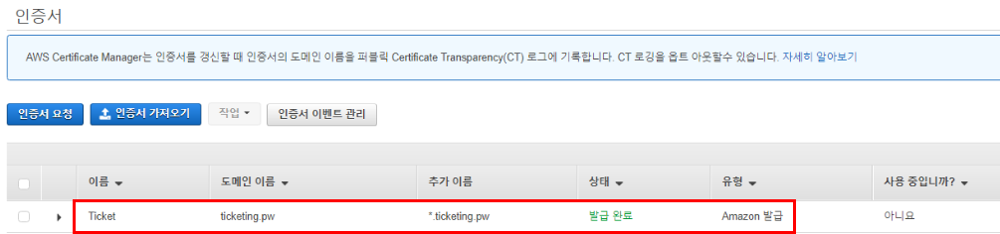 인증서
AWS Certificate Manager는 인증서를 갱신할 때 인증서의 도메인 이름을 퍼블릭 Certificate Transparency(CT) 로그에 기록합니다. CT 로깅을 옵트 아웃할수 있습니다. 자세히 알아보기
인증서 요청 인증서 가져오기 작업 인증서 이벤트 관리
이름 도메인 이름 추가 이름 상태 유형 사용 중입니까?
Ticket ticketing.pw *.ticketing.pw 발급 완료 Amazon 발급 아니요